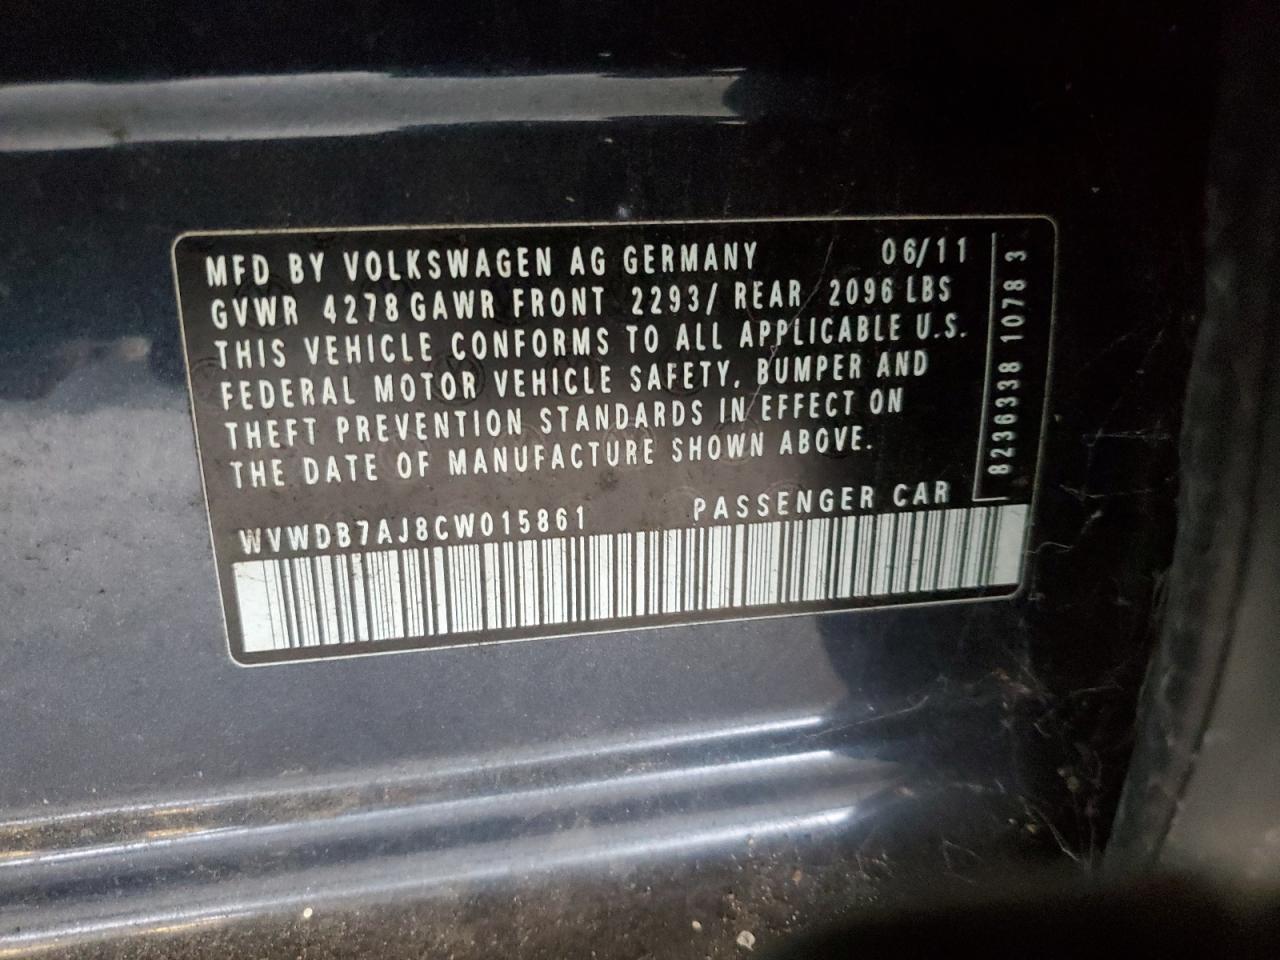 MFD BY VOLKSWAGEN AG GERMANY 06/11
GVWR 4278 GAWR FRONT 2293/ REAR 2096 LBS
THIS VEHICLE CONFORMS TO ALL APPLICABLE U.S.
FEDERAL MOTOR VEHICLE SAFETY, BUMPER AND
THEFT PREVENTION STANDARDS IN EFFECT ON
THE DATE OF MANUFACTURE SHOWN ABOVE.
WVWDB7AJ8CW015861 PASSENGER CAR
8236338 1078 3